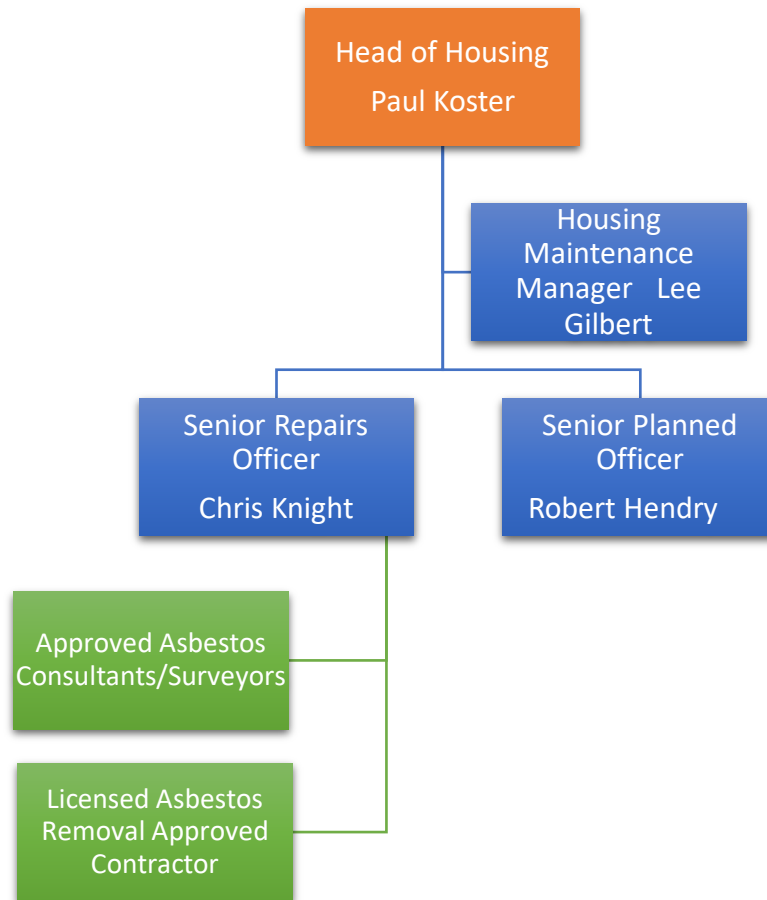 Head of Housing
Paul Koster
Housing
Maintenance
Manager Lee
Gilbert
Senior Repairs
Officer
Chris Knight
Senior Planned
Officer
Robert Hendry
Approved Asbestos
Consultants/Surveyors
Licensed Asbestos
Removal Approved
Contractor